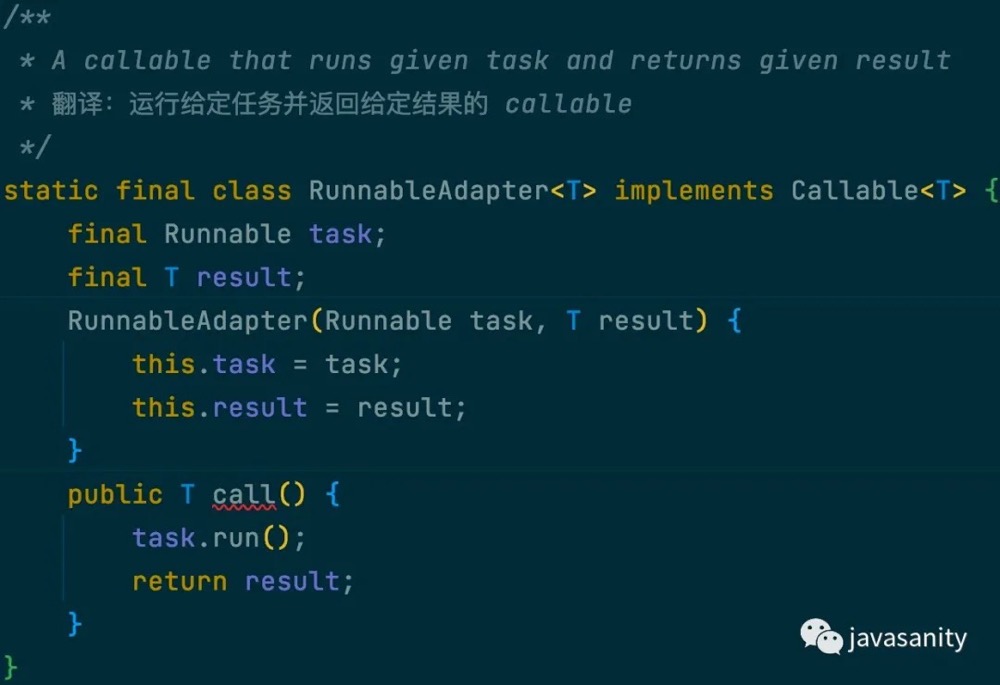 /**
 * A callable that runs given task and returns given result
 * 翻译：运行给定任务并返回给定结果的 callable
 */
static final class RunnableAdapter<T> implements Callable<T> {
    final Runnable task;
    final T result;
    RunnableAdapter(Runnable task, T result) {
        this.task = task;
        this.result = result;
    }
    public T call() {
        task.run();
        return result;
    }
}
javasanity